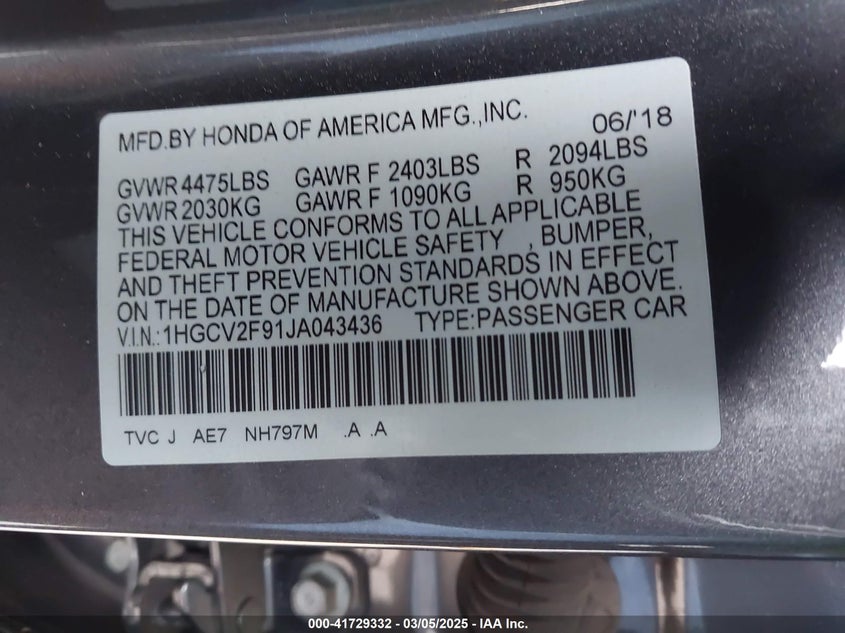 MFD.BY HONDA OF AMERICA MFG.,INC. 06/'18
GVWR 4475LBS GAWR F 2403LBS R 2094LBS
GVWR 2030KG GAWR F 1090KG R 950KG
THIS VEHICLE CONFORMS TO ALL APPLICABLE
FEDERAL MOTOR VEHICLE SAFETY , BUMPER,
AND THEFT PREVENTION STANDARDS IN EFFECT
ON THE DATE OF MANUFACTURE SHOWN ABOVE.
V.I.N.:1HGCV2F91JA043436 TYPE:PASSENGER CAR
TVC J AE7 NH797M .A .A
000-41729332 - 03/05/2025 - IAA Inc.